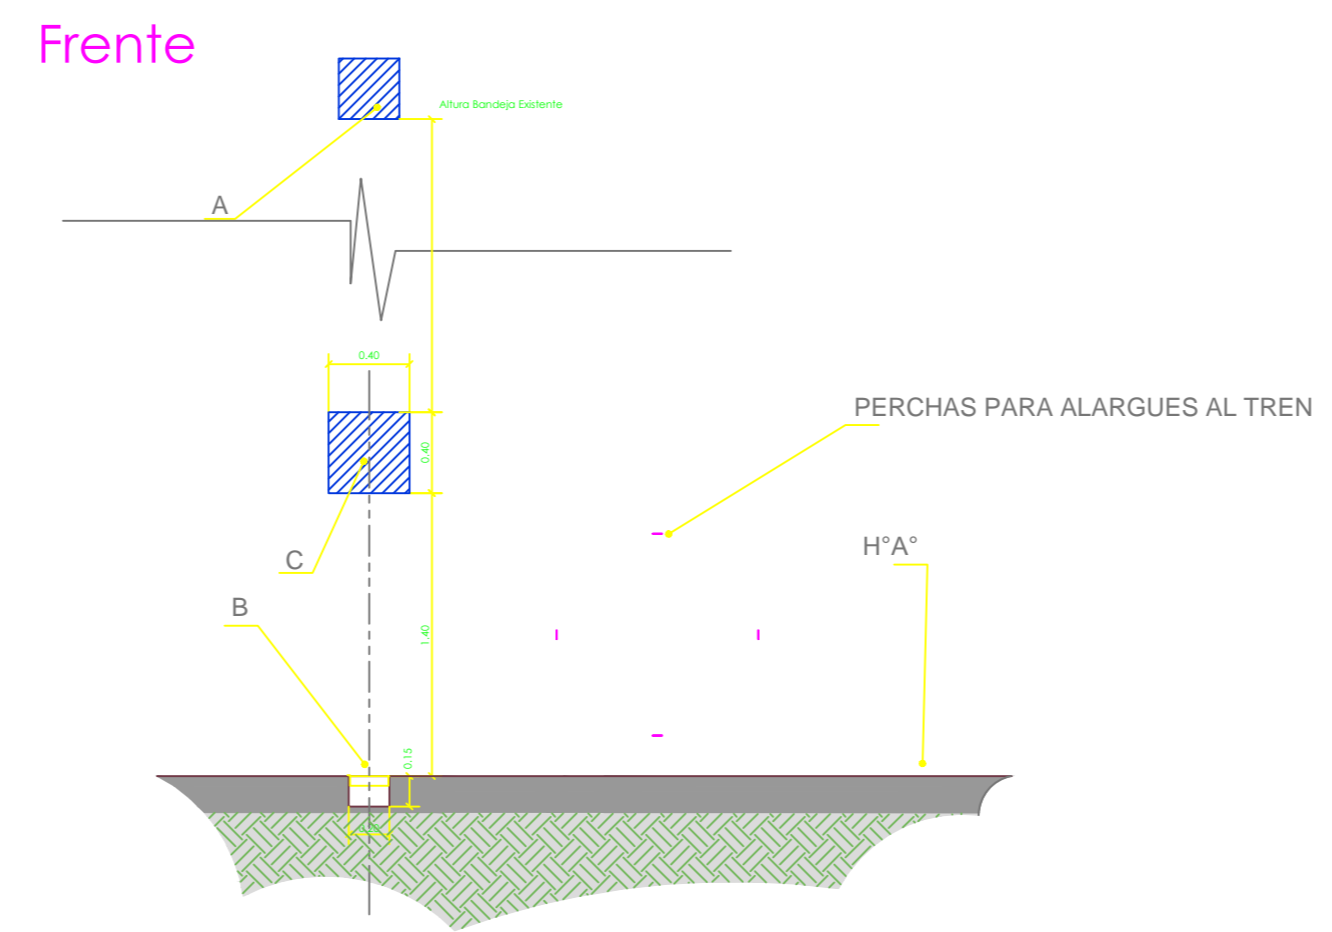 Frente
Altura Bandeja Existente
A
0.40
PERCHAS PARA ALARGUES AL TREN
0.40
H°A°
C
B
1.40
0.15